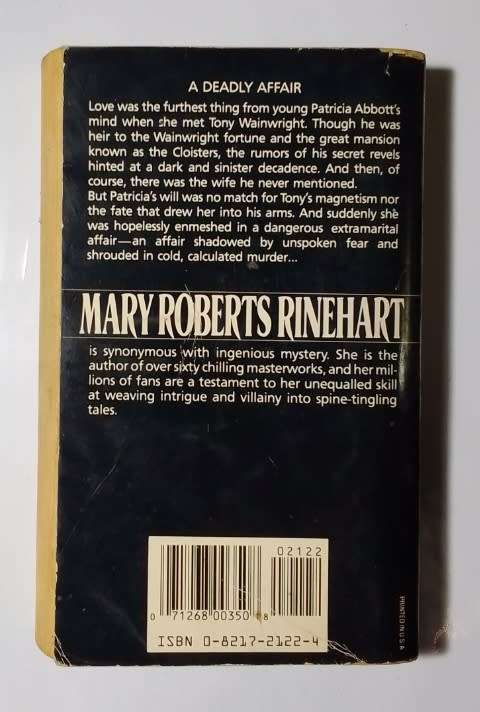 A DEADLY AFFAIR
Love was the furthest thing from young Patricia Abbott's
mind when she met Tony Wainwright. Though he was
heir to the Wainwright fortune and the great mansion
known as the Cloisters, the rumors of his secret revels
hinted at a dark and sinister decadence. And then, of
course, there was the wife he never mentioned.
But Patricia's will was no match for Tony's magnetism nor
the fate that drew her into his arms. And suddenly she
was hopelessly enmeshed in a dangerous extramarital
affair—an affair shadowed by unspoken fear and
shrouded in cold, calculated murder...
MARY ROBERTS RINEHART
is synonymous with ingenious mystery. She is the
author of over sixty chilling masterworks, and her mil-
lions of fans are a testament to her unequalled skill
at weaving intrigue and villainy into spine-tingling
tales.
02122
0 71268 00350 8
ISBN 0-8217-2122-4
PRINTED IN U.S.A.